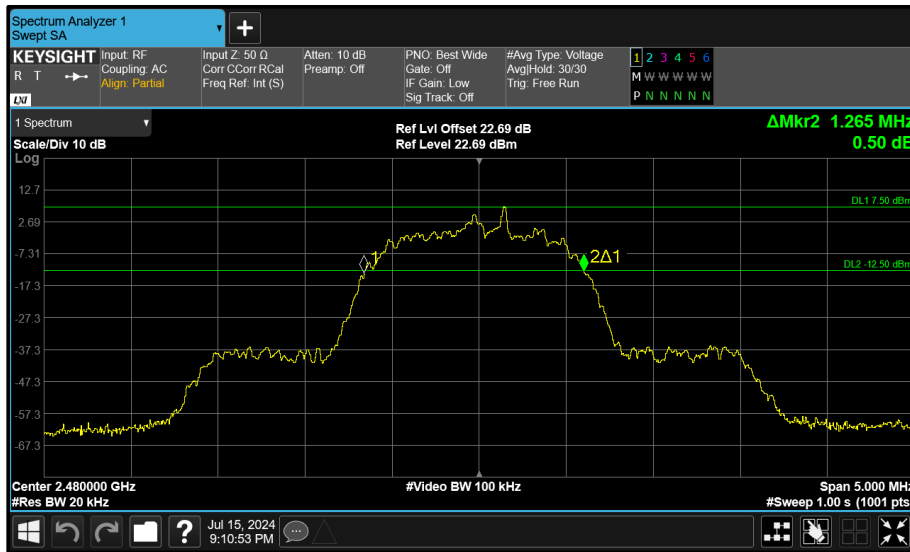 Spectrum Analyzer 1
Swept SA
KEYSIGHT
R T
LXI
Input: RF
Coupling: AC
Align: Partial
Input Z: 50 Ω
Corr CCorr RCal
Freq Ref: Int (S)
Atten: 10 dB
Preamp: Off
PNO: Best Wide
Gate: Off
IF Gain: Low
Sig Track: Off
#Avg Type: Voltage
Avg|Hold: 30/30
Trig: Free Run
1 2 3 4 5 6
M W W W W W
P N N N N N
1 Spectrum
Scale/Div 10 dB
Log
Ref Lvl Offset 22.69 dB
Ref Level 22.69 dBm
ΔMkr2 1.265 MHz
0.50 dB
12.7
2.69
-7.31
-17.3
-27.3
-37.3
-47.3
-57.3
-67.3
DL1 7.50 dBm
1
2Δ1
DL2 -12.50 dBm
Center 2.480000 GHz
#Res BW 20 kHz
#Video BW 100 kHz
Span 5.000 MHz
#Sweep 1.00 s (1001 pts
Jul 15, 2024
9:10:53 PM